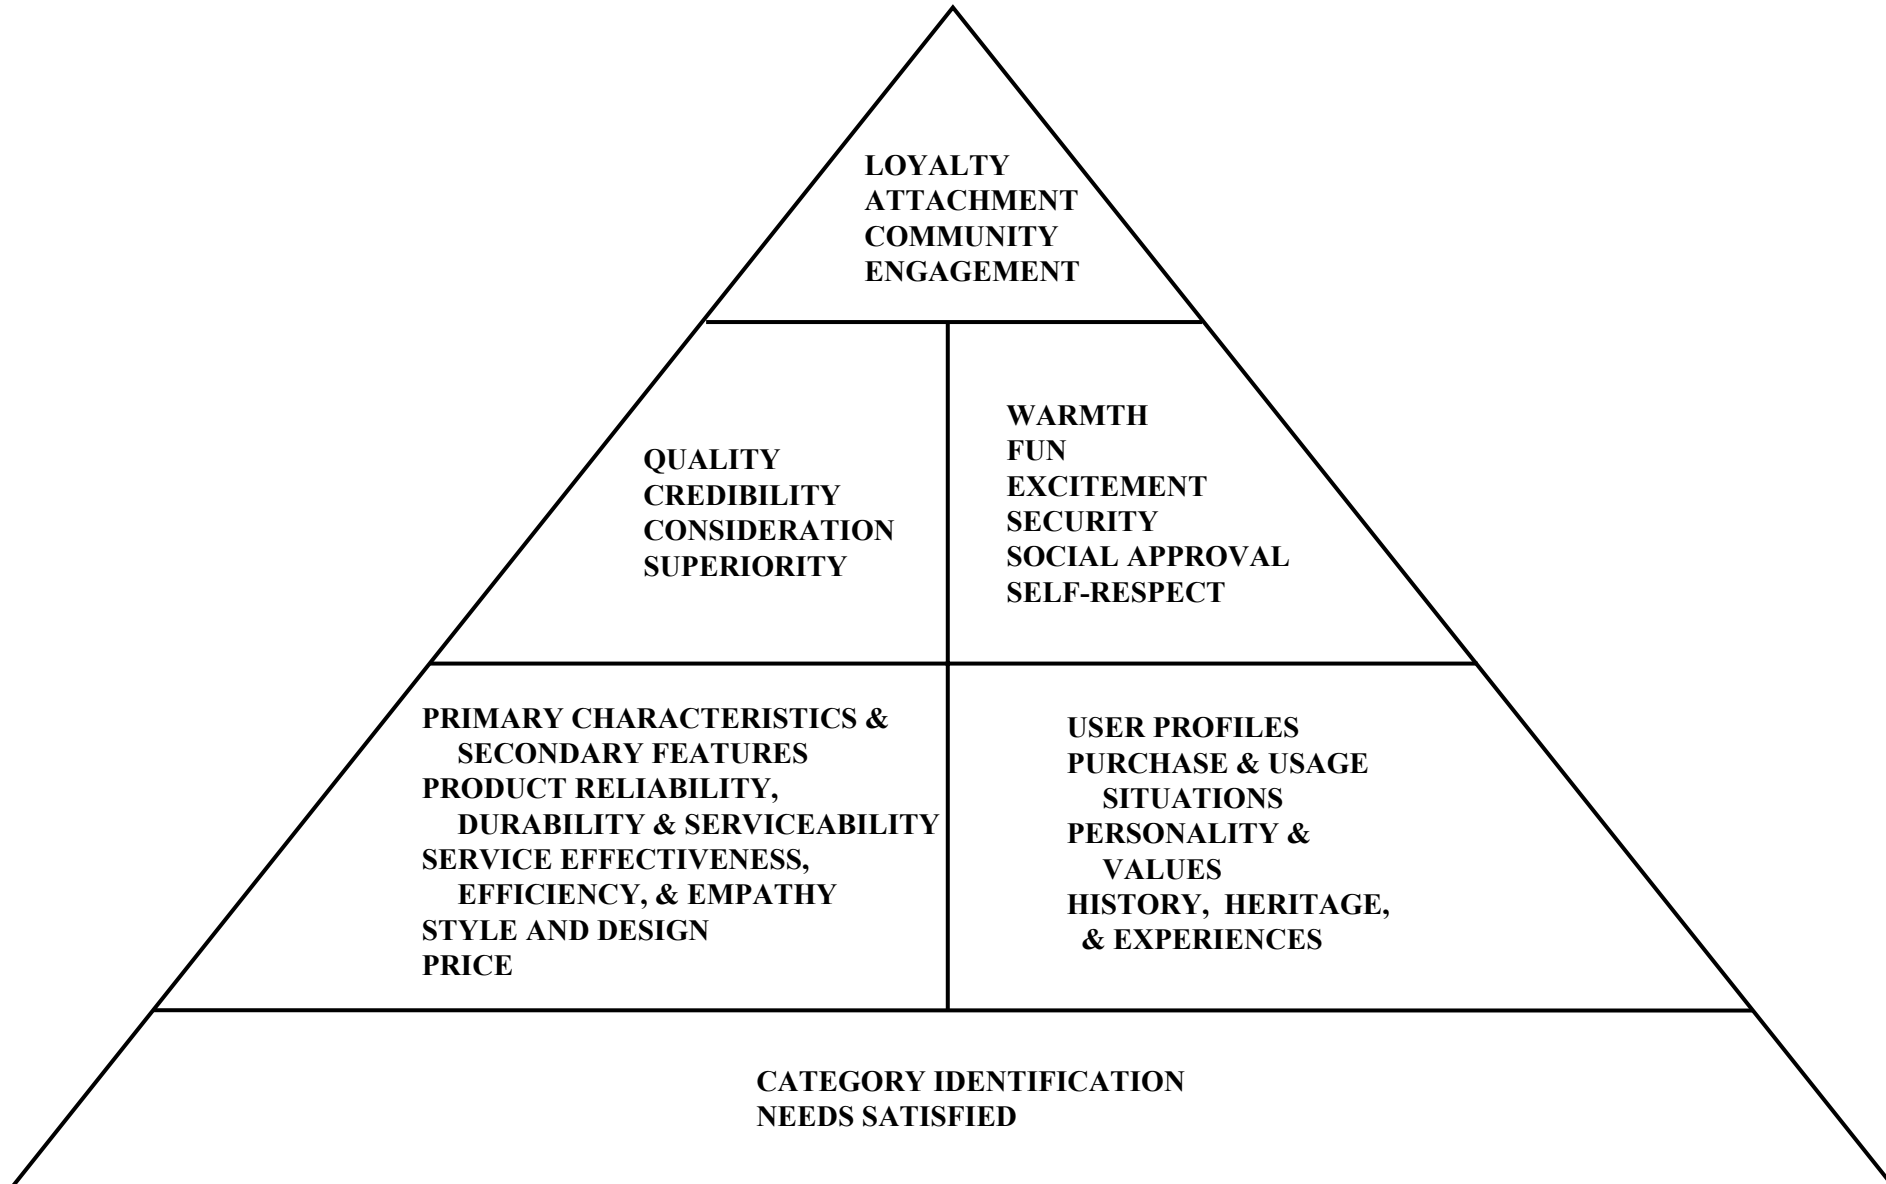 LOYALTY
ATTACHMENT
COMMUNITY
ENGAGEMENT
QUALITY
CREDIBILITY
CONSIDERATION
SUPERIORITY
WARMTH
FUN
EXCITEMENT
SECURITY
SOCIAL APPROVAL
SELF-RESPECT
PRIMARY CHARACTERISTICS &
SECONDARY FEATURES
PRODUCT RELIABILITY,
DURABILITY & SERVICEABILITY
SERVICE EFFECTIVENESS,
EFFICIENCY, & EMPATHY
STYLE AND DESIGN
PRICE
USER PROFILES
PURCHASE & USAGE
SITUATIONS
PERSONALITY &
VALUES
HISTORY, HERITAGE,
& EXPERIENCES
CATEGORY IDENTIFICATION
NEEDS SATISFIED